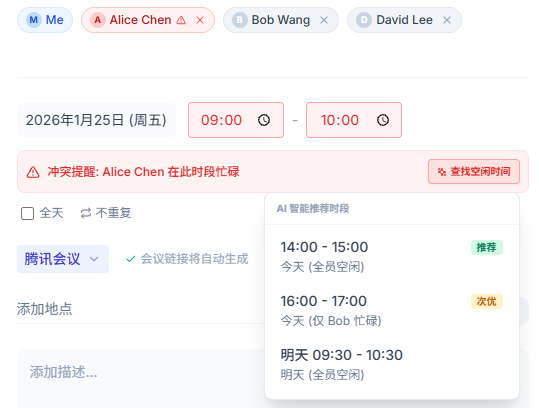 M Me A Alice Chen B Bob Wang D David Lee
2026年1月25日 (周五) 09:00 - 10:00
冲突提醒: Alice Chen 在此时段忙碌 查找空闲时间
全天 不重复
AI 智能推荐时段
14:00 - 15:00 推荐
今天 (全员空闲)
腾讯会议 会议链接将自动生成
16:00 - 17:00 次优
今天 (仅 Bob 忙碌)
添加地点
明天 09:30 - 10:30
明天 (全员空闲)
添加描述...